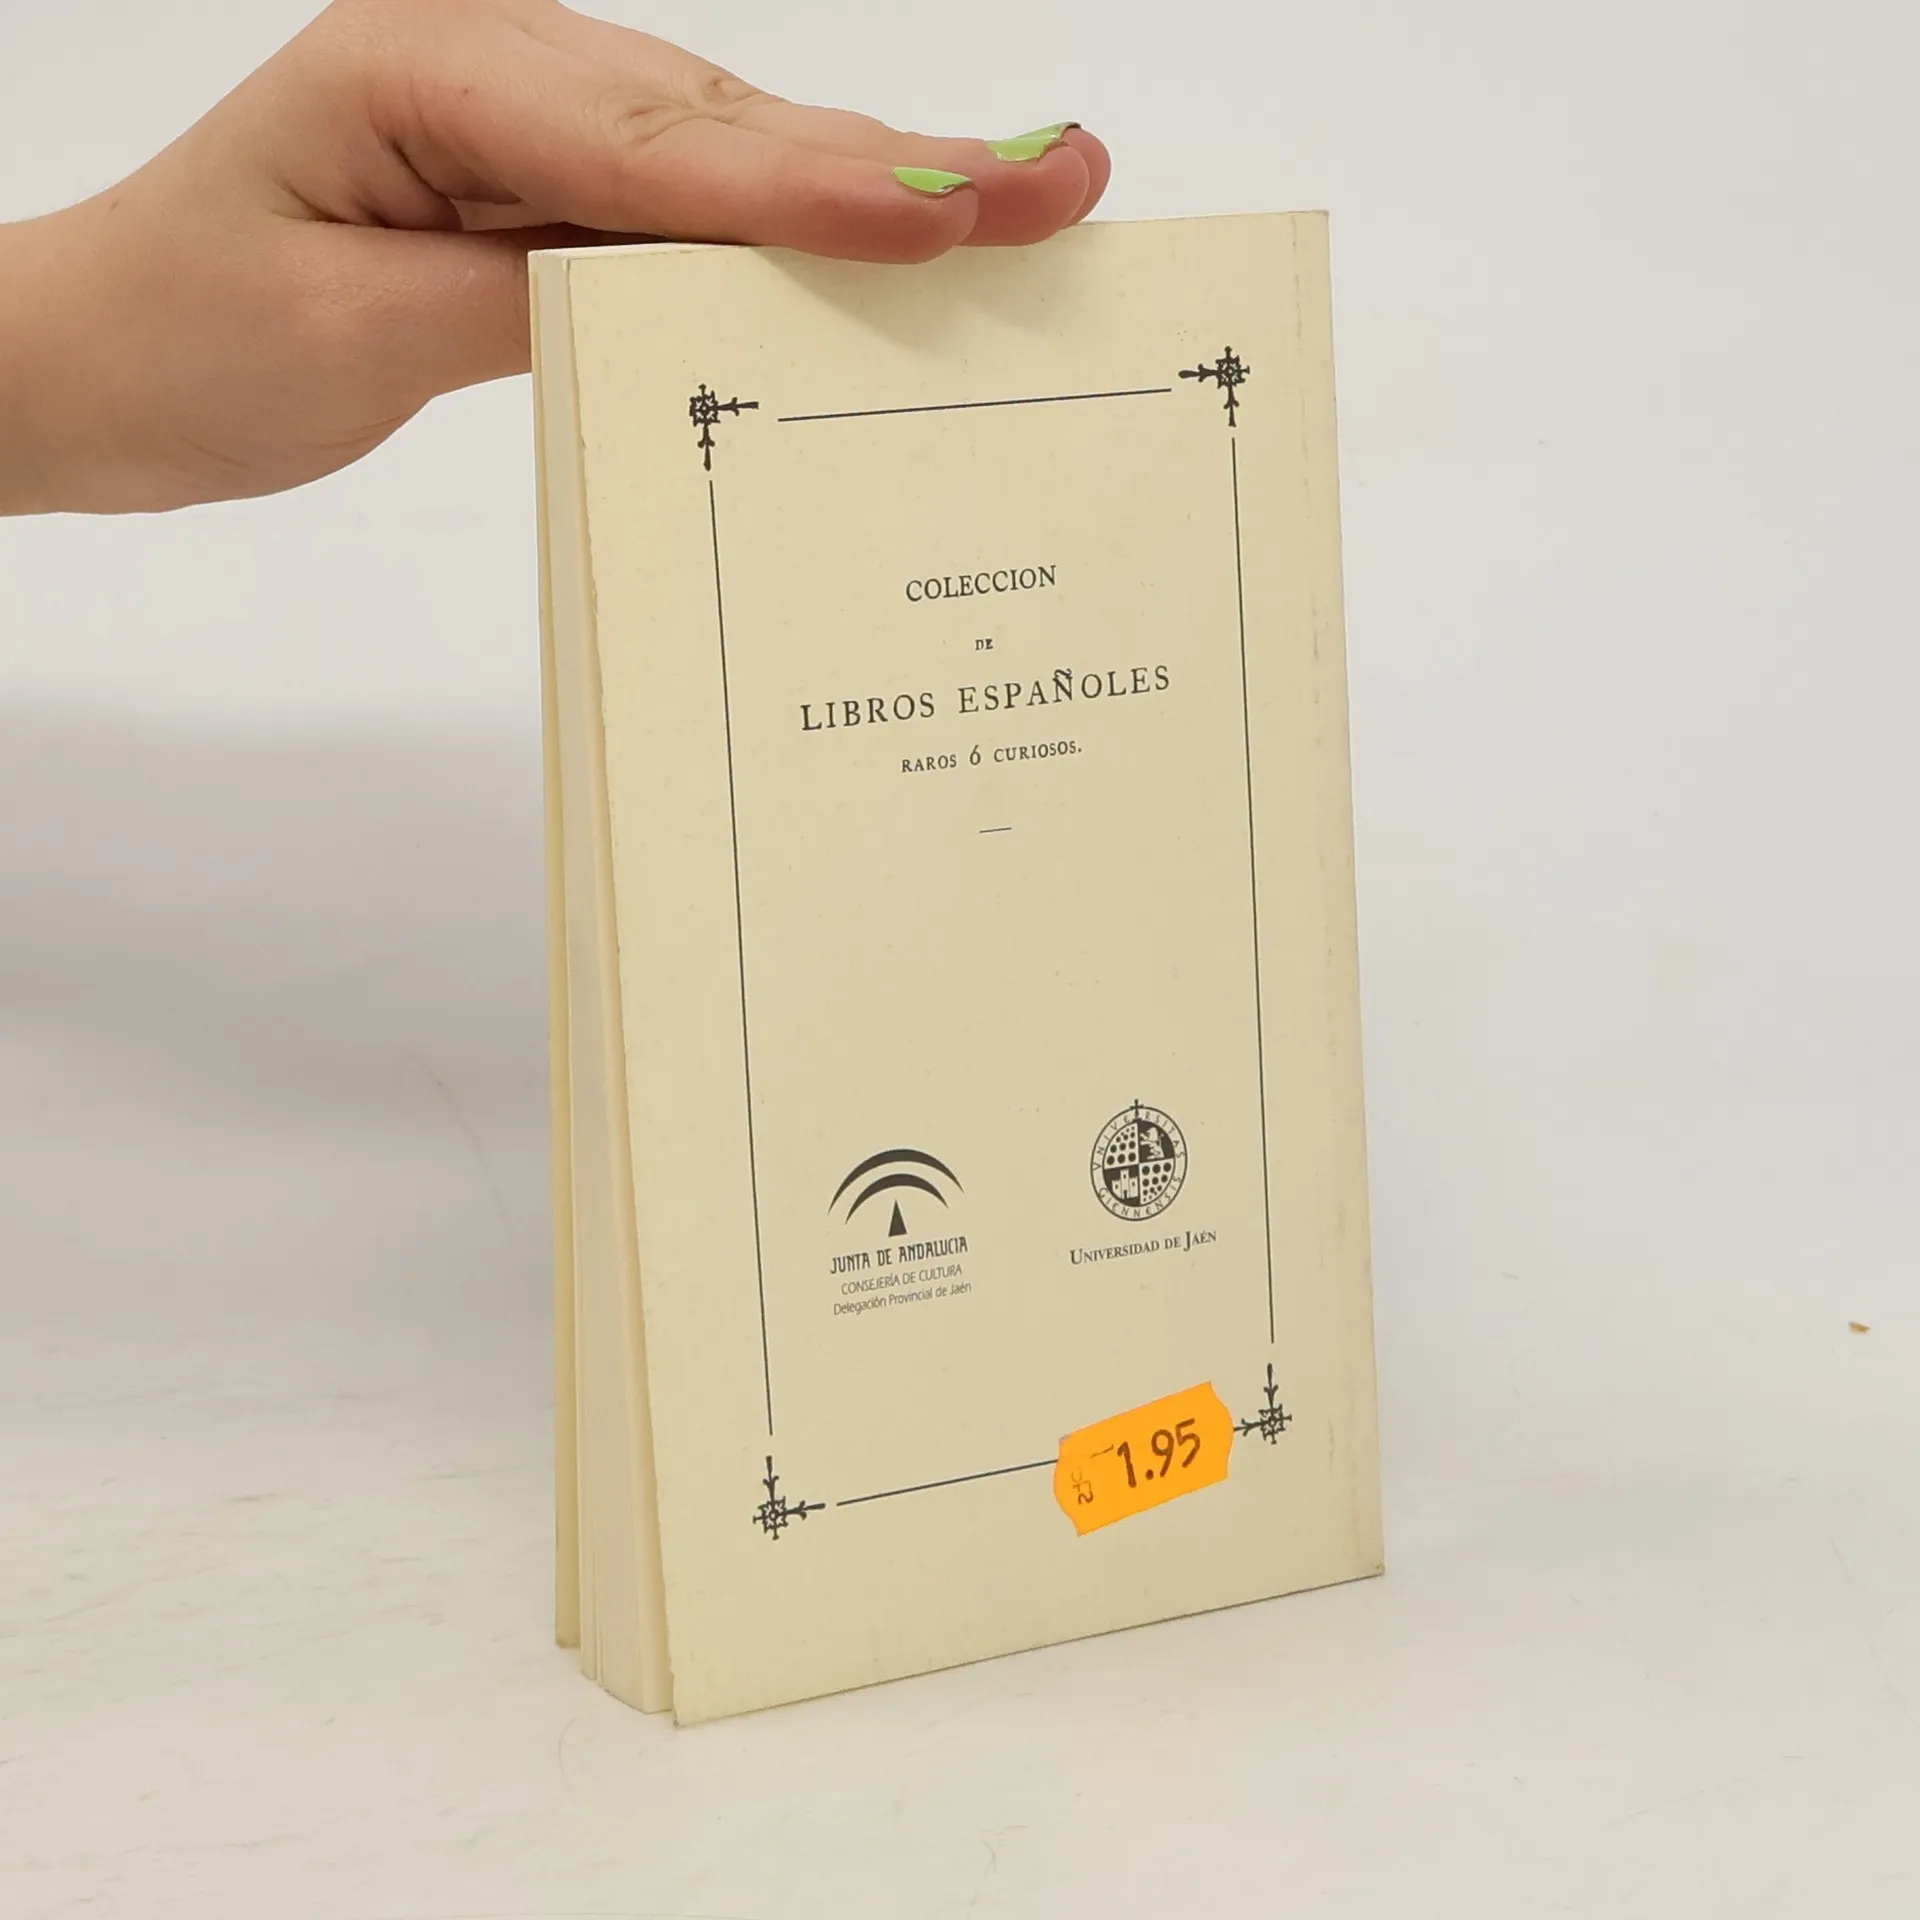 COLECCION
DE
LIBROS ESPAÑOLES
RAROS Ó CURIOSOS.
VNIVERSITAS
GIENNENSIS
JUNTA DE ANDALUCIA
CONSEJERÍA DE CULTURA
Delegación Provincial de Jaén
UNIVERSIDAD DE JAÉN
1.95